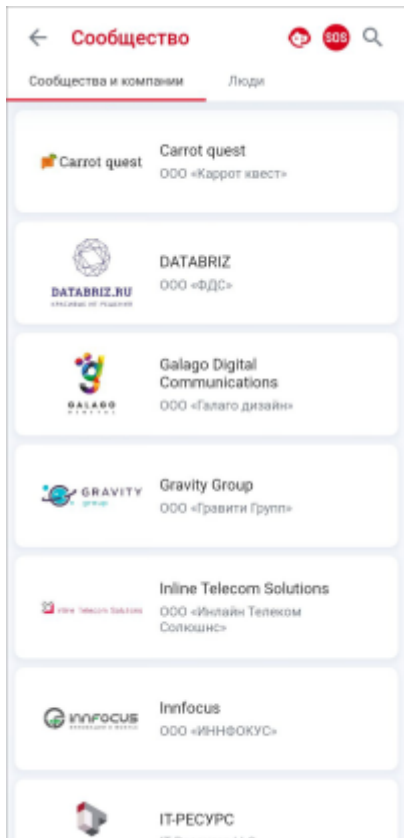 Сообщество
SOS
Сообщества и компании
Люди
Carrot quest
Carrot quest
ООО «Каррот квест»
DATABRIZ.RU
DATABRIZ
ООО «ФДС»
GALAGO
DIGITAL
Galago Digital
Communications
ООО «Галаго дизайн»
GRAVITY
group
Gravity Group
ООО «Гравити Групп»
Inline Telecom Solutions
Inline Telecom Solutions
ООО «Инлайн Телеком
Солюшнс»
INNFOCUS
Innfocus
ООО «ИННФОКУС»
IT-РЕСУРС